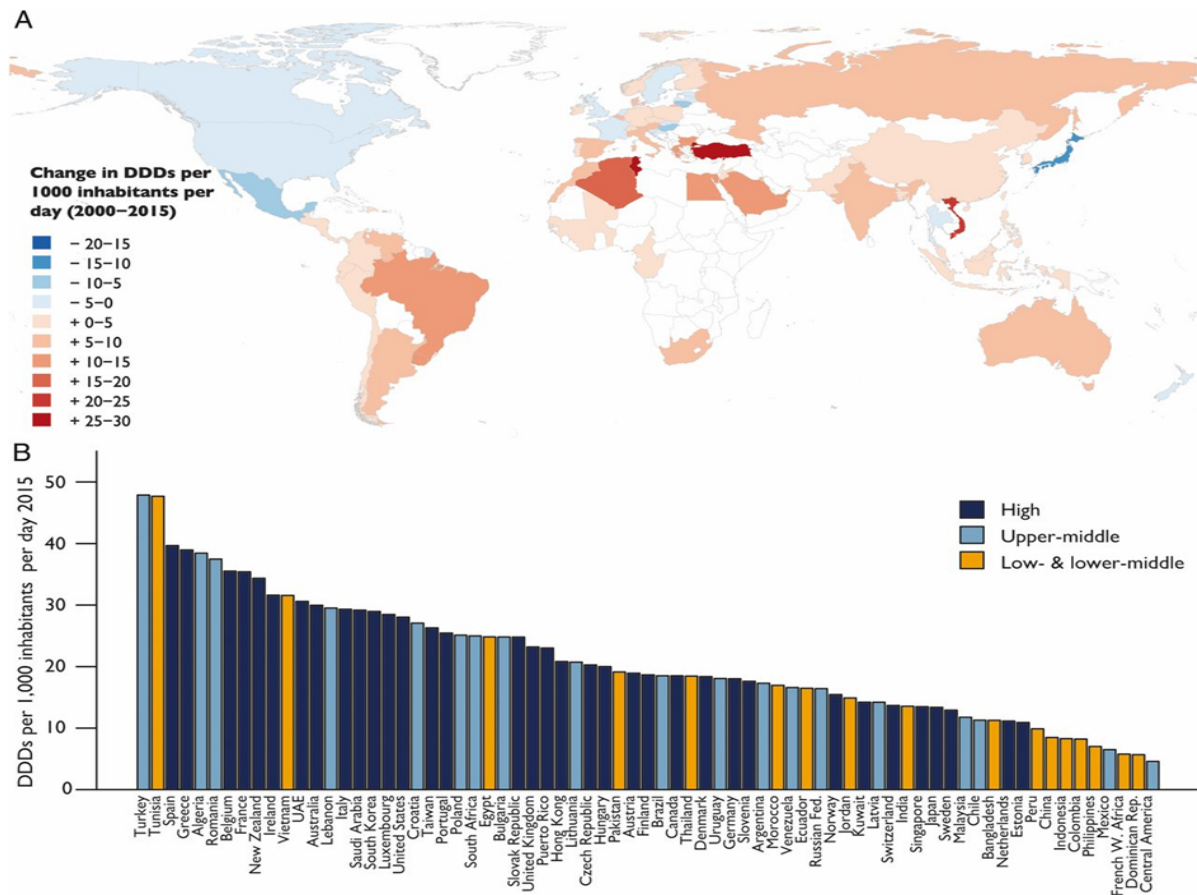 A
Change in DDDs per
1000 inhabitants per
day (2000–2015)
– 20–15
– 15–10
– 10–5
– 5–0
+ 0–5
+ 5–10
+ 10–15
+ 15–20
+ 20–25
+ 25–30
B
DDDs per 1,000 inhabitants per day 2015
50
40
30
20
10
0
High
Upper-middle
Low- & lower-middle
Turkey
Tunisia
Spain
Greece
Algeria
Romania
Belgium
France
New Zealand
Ireland
Vietnam
UAE
Australia
Lebanon
Italy
Saudi Arabia
South Korea
Luxembourg
United States
Croatia
Taiwan
Portugal
Poland
South Africa
Egypt
Bulgaria
Slovak Republic
United Kingdom
Puerto Rico
Hong Kong
Lithuania
Czech Republic
Hungary
Pakistan
Austria
Finland
Brazil
Canada
Thailand
Denmark
Uruguay
Germany
Slovenia
Argentina
Morocco
Venezuela
Ecuador
Russian Fed.
Norway
Jordan
Kuwait
Latvia
Switzerland
India
Singapore
Japan
Sweden
Malaysia
Chile
Bangladesh
Netherlands
Estonia
Peru
China
Indonesia
Colombia
Philippines
Mexico
French W. Africa
Dominican Rep.
Central America